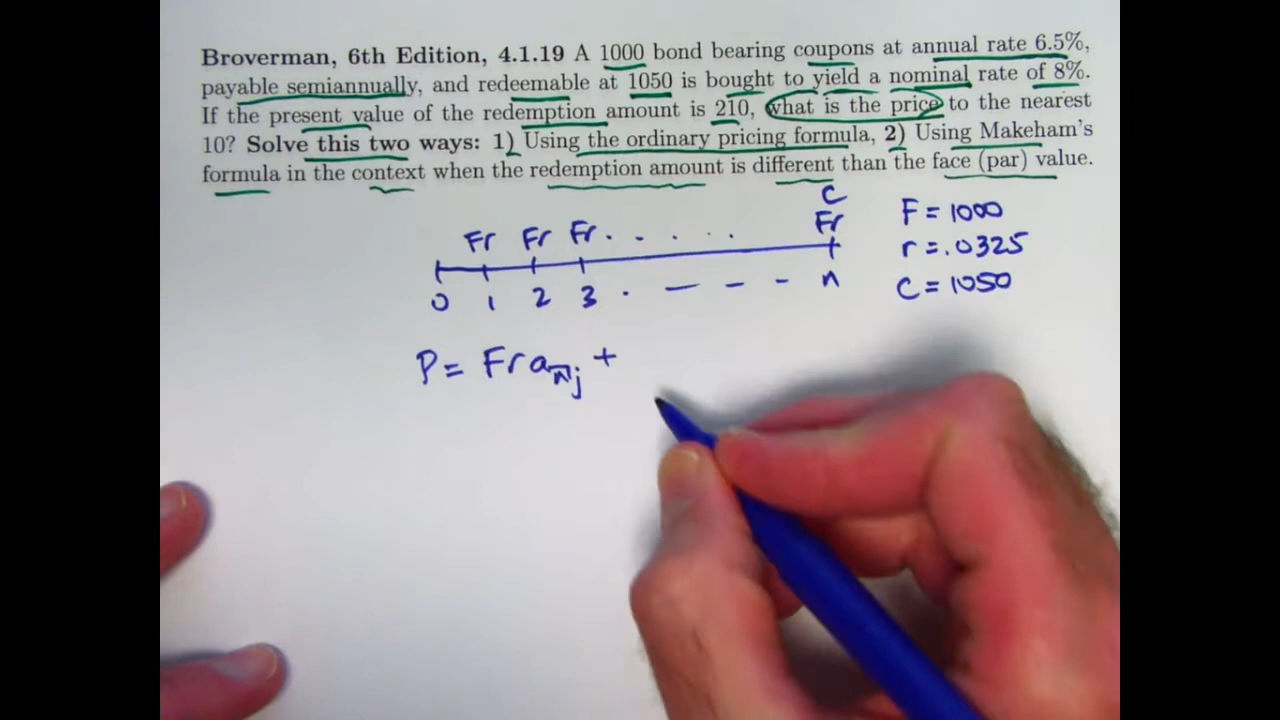 Broverman, 6th Edition, 4.1.19 A 1000 bond bearing coupons at annual rate 6.5%,
payable semiannually, and redeemable at 1050 is bought to yield a nominal rate of 8%.
If the present value of the redemption amount is 210, what is the price to the nearest
10? Solve this two ways: 1) Using the ordinary pricing formula, 2) Using Makeham's
formula in the context when the redemption amount is different than the face (par) value.
C
Fr Fr Fr . . . . . Fr
0 1 2 3 . — – - n
F = 1000
r = .0325
C = 1050
P = Fr a n̅ j +